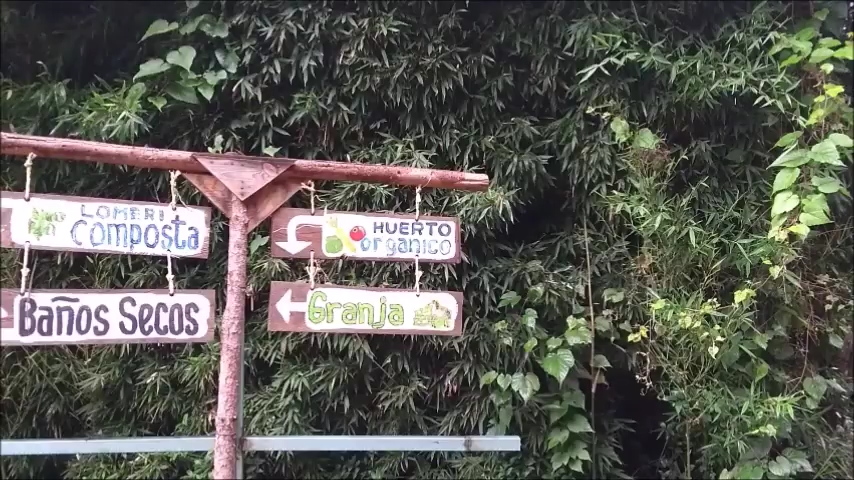 LOMBRI
composta
Baños Secos
HUERTO
orgánico
Granja